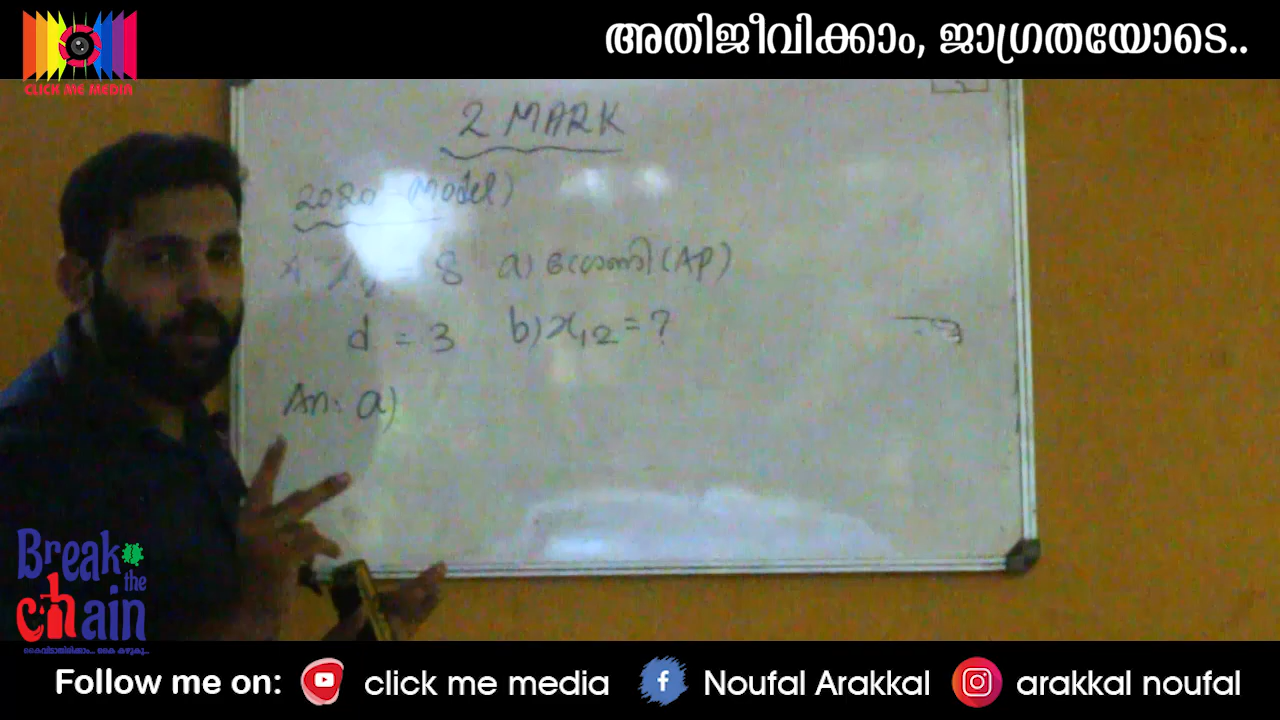 CLICK ME MEDIA
അതിജീവിക്കാം, ജാഗ്രതയോടെ..
2 MARK
2020 Model)
= 8 a) ശ്രേണി (AP)
d = 3 b) x12 = ?
An: a)
Break
the
chain
Follow me on: click me media Noufal Arakkal arakkal noufal